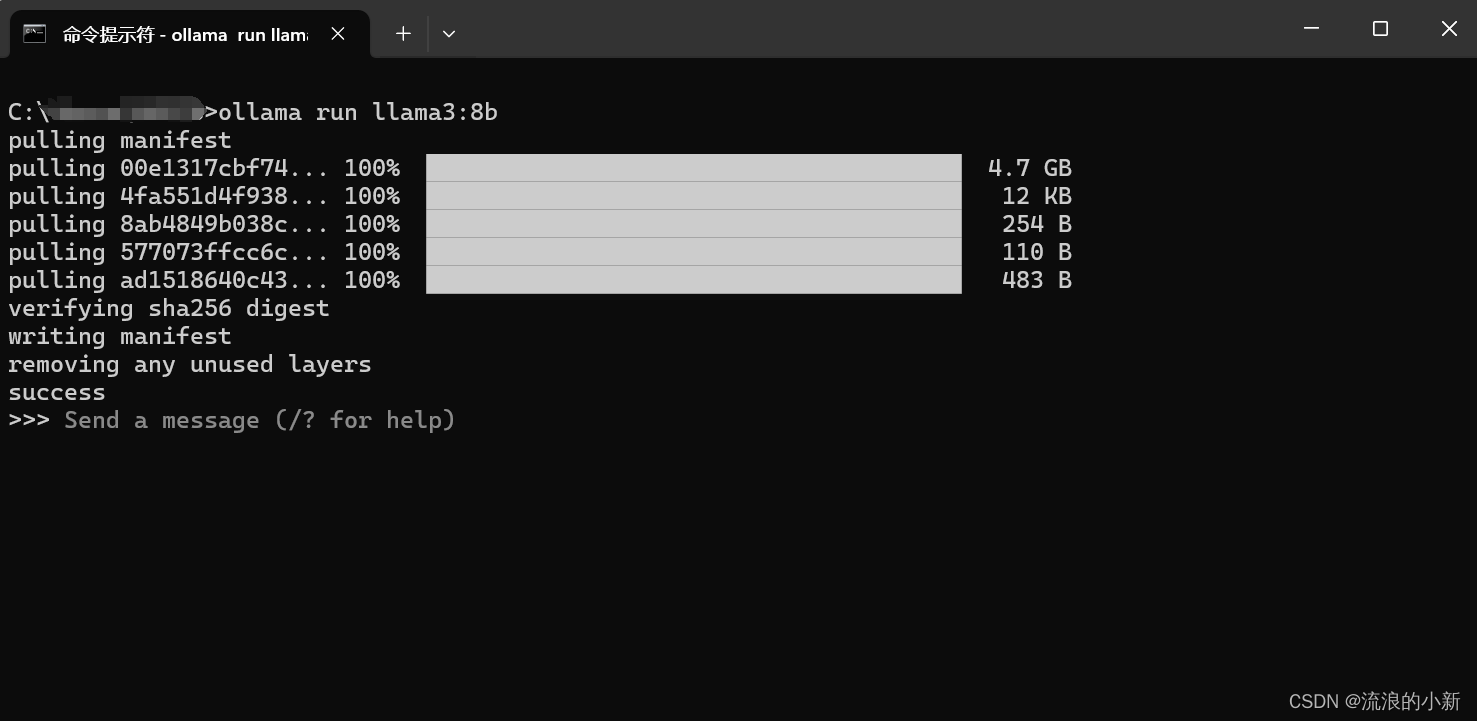 命令提示符 - ollama run llam
C:\>ollama run llama3:8b
pulling manifest
pulling 00e1317cbf74... 100% 4.7 GB
pulling 4fa551d4f938... 100% 12 KB
pulling 8ab4849b038c... 100% 254 B
pulling 577073ffcc6c... 100% 110 B
pulling ad1518640c43... 100% 483 B
verifying sha256 digest
writing manifest
removing any unused layers
success
>>> Send a message (/? for help)
CSDN @流浪的小新